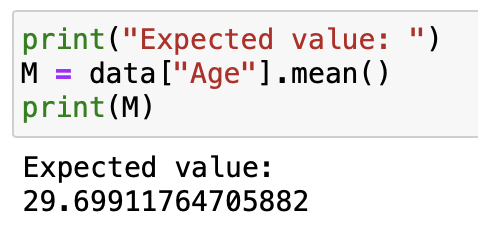 print("Expected value: ")
M = data["Age"].mean()
print(M)
Expected value:
29.69911764705882